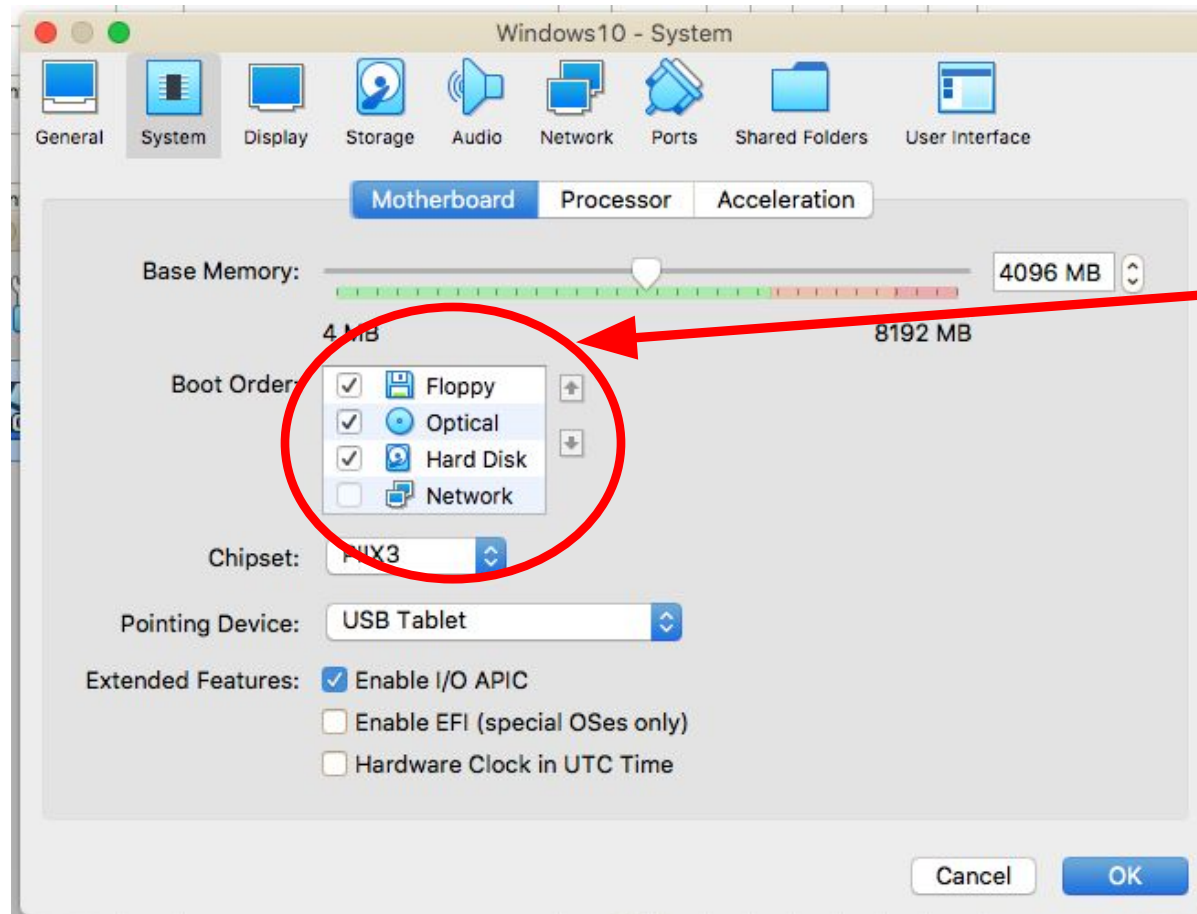 Windows10 - System
General System Display Storage Audio Network Ports Shared Folders User Interface
Motherboard Processor Acceleration
Base Memory: 4096 MB
4 MB 8192 MB
Boot Order: Floppy
Optical
Hard Disk
Network
Chipset: PIIX3
Pointing Device: USB Tablet
Extended Features: Enable I/O APIC
Enable EFI (special OSes only)
Hardware Clock in UTC Time
Cancel OK